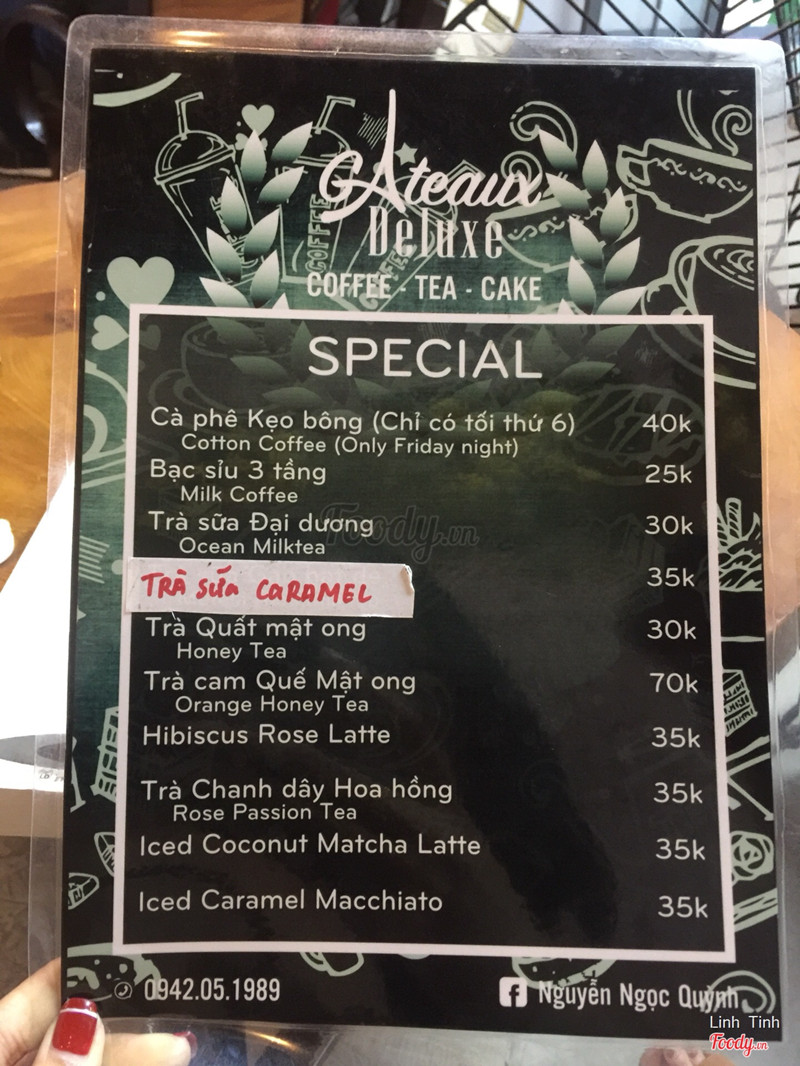 GÂteaux
Deluxe
COFFEE - TEA - CAKE
SPECIAL
Cà phê Kẹo bông (Chỉ có tối thứ 6) 40k
Cotton Coffee (Only Friday night)
Bạc sỉu 3 tầng 25k
Milk Coffee
Trà sữa Đại dương 30k
Ocean Milktea
Foody.vn
TRÀ SỮA CARAMEL 35k
Trà Quất mật ong 30k
Honey Tea
Trà cam Quế Mật ong 70k
Orange Honey Tea
Hibiscus Rose Latte 35k
Trà Chanh dây Hoa hồng 35k
Rose Passion Tea
Iced Coconut Matcha Latte 35k
Iced Caramel Macchiato 35k
0942.05.1989 Nguyễn Ngọc Quỳnh
Linh Tinh
Foody.vn